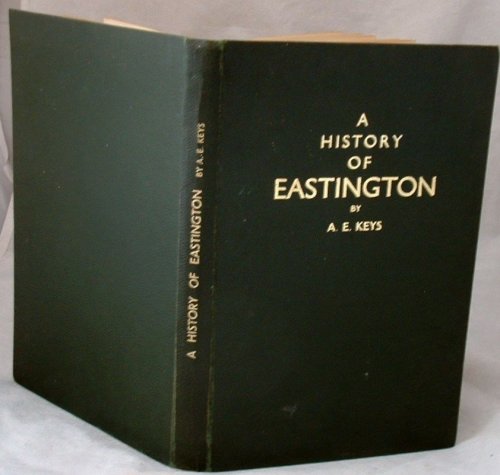 A HISTORY OF EASTINGTON BY A. E. KEYS
A
HISTORY
OF
EASTINGTON
BY
A. E. KEYS